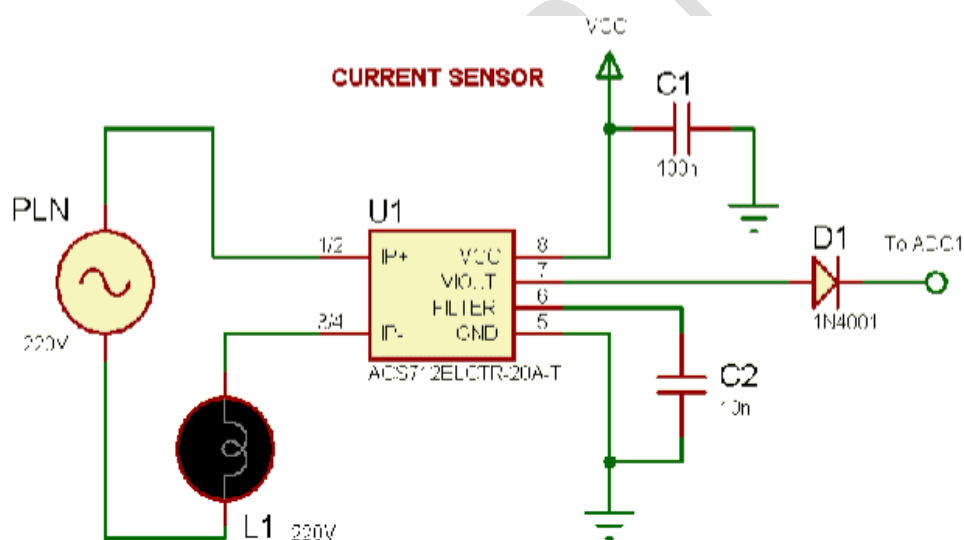 VCC
CURRENT SENSOR
C1
100n
PLN
220V
U1
1/2
IP+
VCC
8
VIOUT
7
FILTER
6
3/4
IP-
GND
5
ACS712ELCTR-20A-T
D1
To ADC1
1N4001
C2
10n
L1
220V